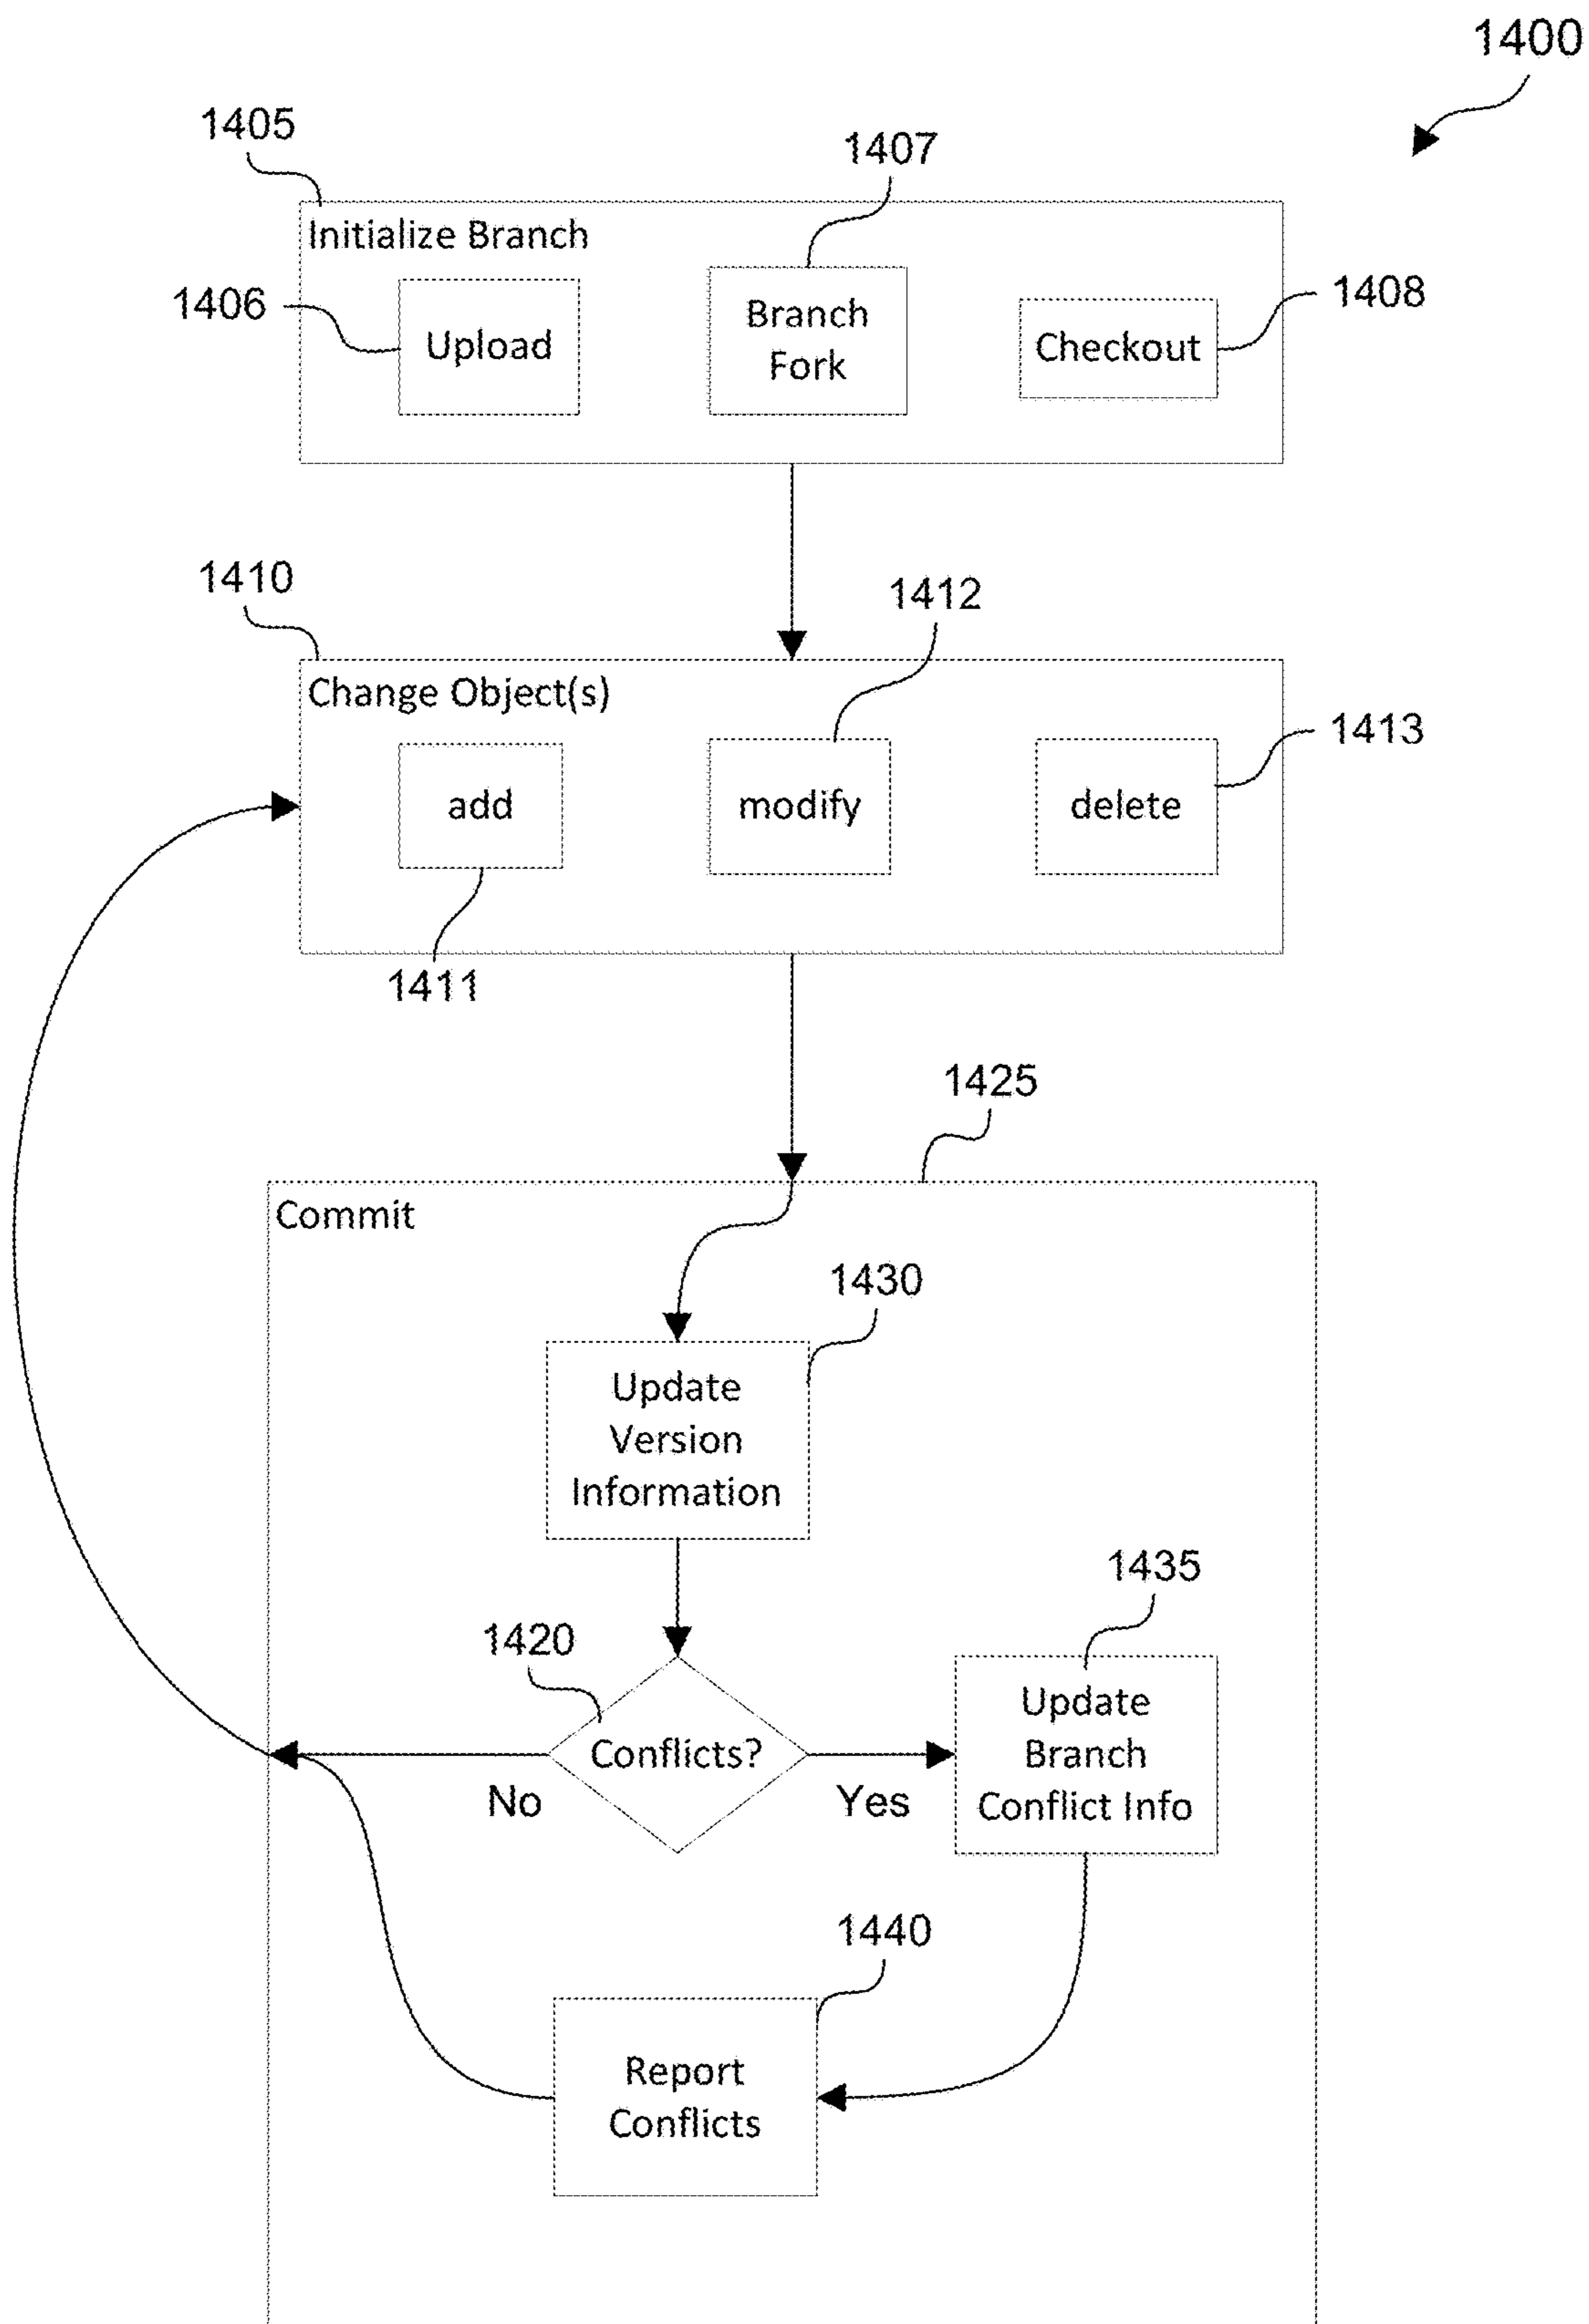 1400
1405
1407
Initialize Branch
1406
Upload
Branch
Fork
Checkout
1408
1410
1412
Change Object(s)
1413
add
modify
delete
1411
1425
Commit
1430
Update
Version
Information
1435
1420
Update
Branch
Conflict Info
Conflicts?
No
Yes
1440
Report
Conflicts